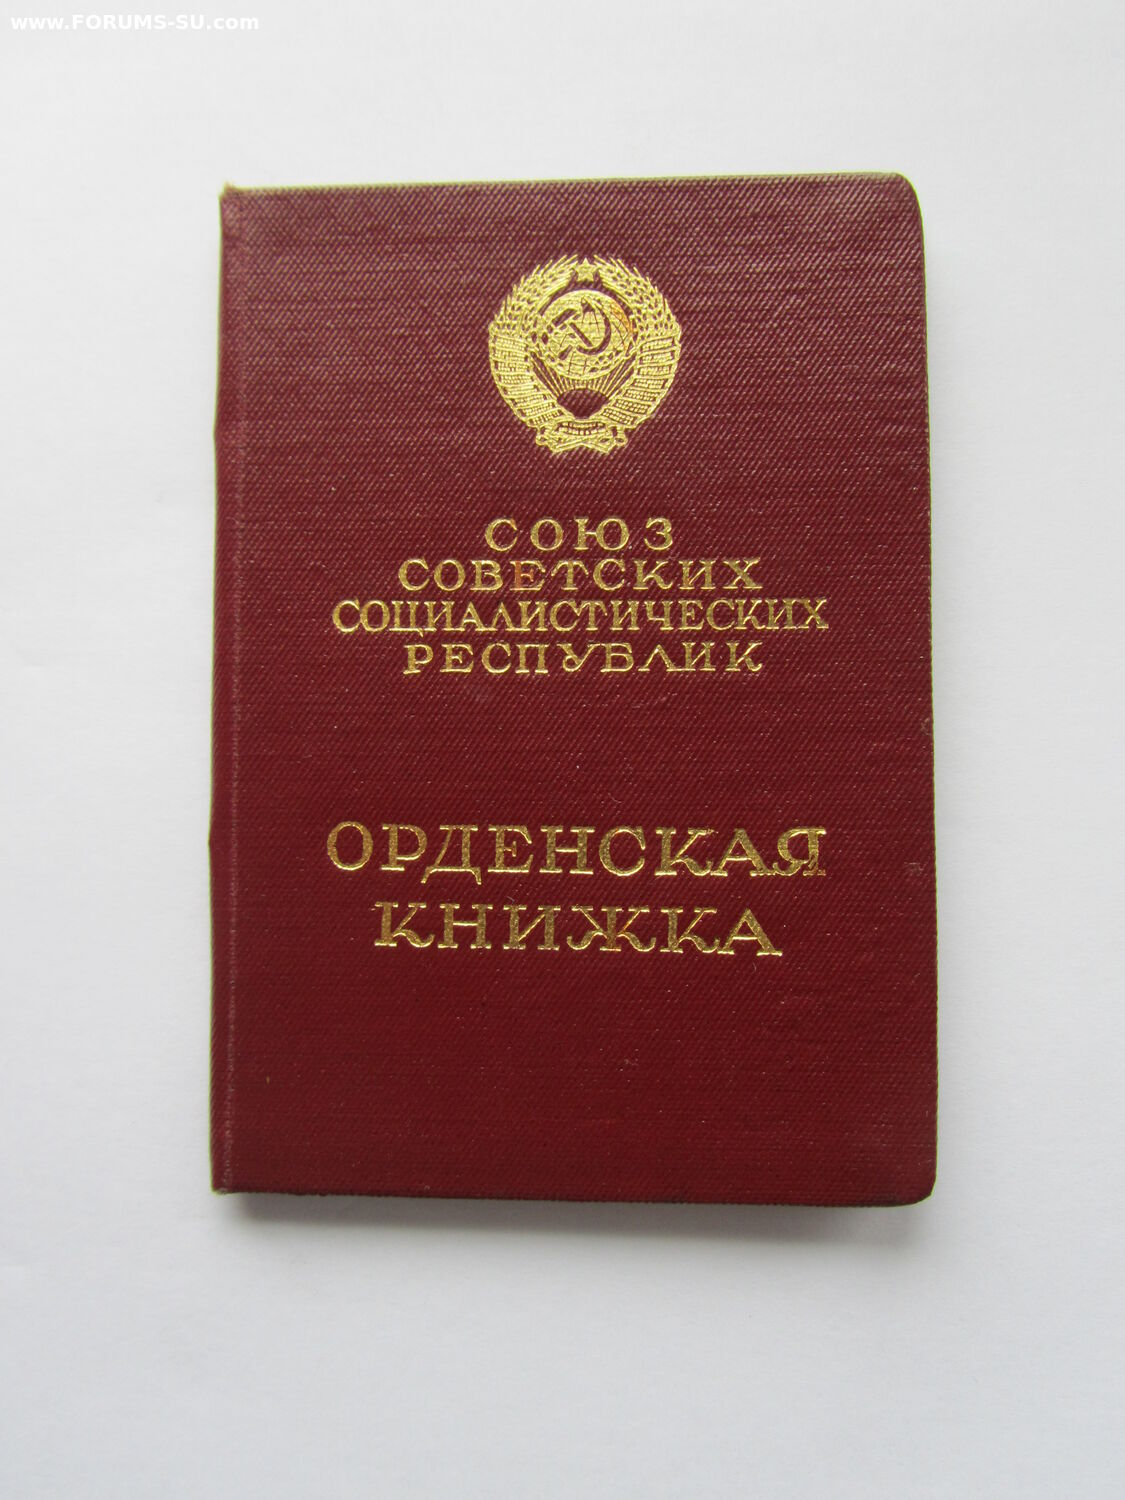 www.FORUMS-SU.com
СОЮЗ
СОВЕТСКИХ
СОЦИАЛИСТИЧЕСКИХ
РЕСПУБЛИК
ОРДЕНСКАЯ
КНИЖКА